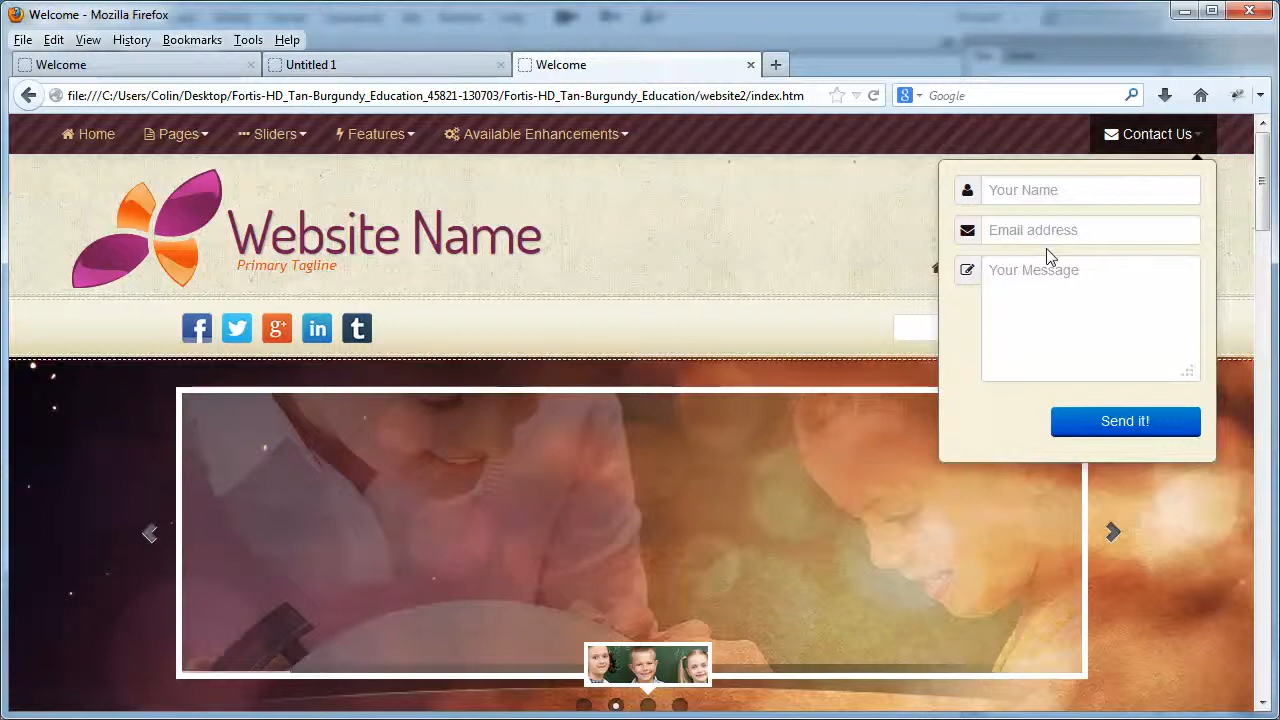 Welcome - Mozilla Firefox
File Edit View History Bookmarks Tools Help
Welcome
Untitled 1
Welcome
file:///C:/Users/Colin/Desktop/Fortis-HD_Tan-Burgundy_Education_45821-130703/Fortis-HD_Tan-Burgundy_Education/website2/index.htm
Google
Home Pages Sliders Features Available Enhancements Contact Us
Website Name
Primary Tagline
Your Name
Email address
Your Message
Send it!